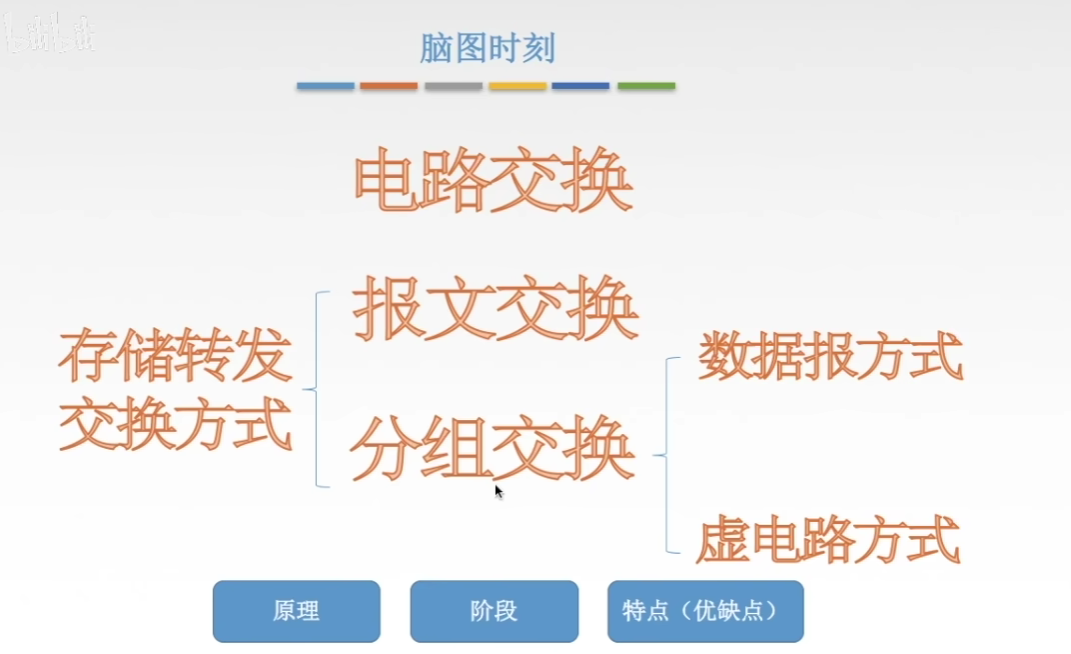 bilibili
脑图时刻
电路交换
报文交换
存储转发
交换方式
分组交换
数据报方式
虚电路方式
原理
阶段
特点（优缺点）